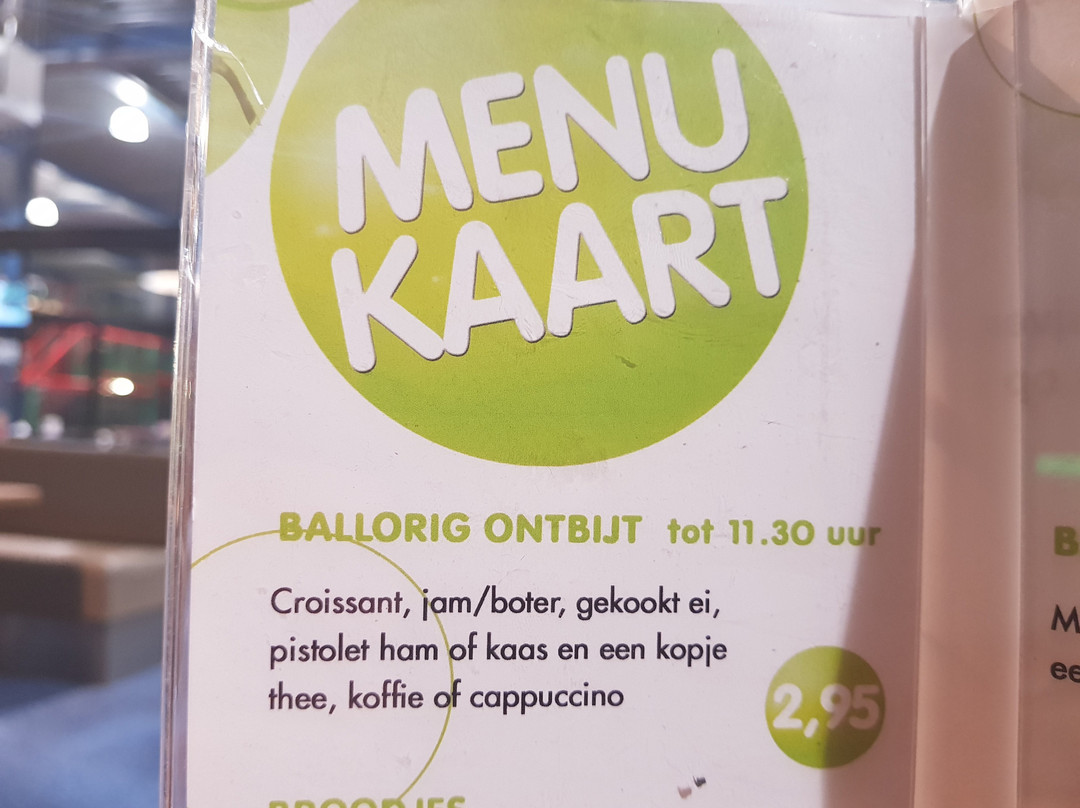 MENU
KAART
BALLORIG ONTBIJT tot 11.30 uur
Croissant, jam/boter, gekookt ei,
pistolet ham of kaas en een kopje
thee, koffie of cappuccino
2,95
BROODJES